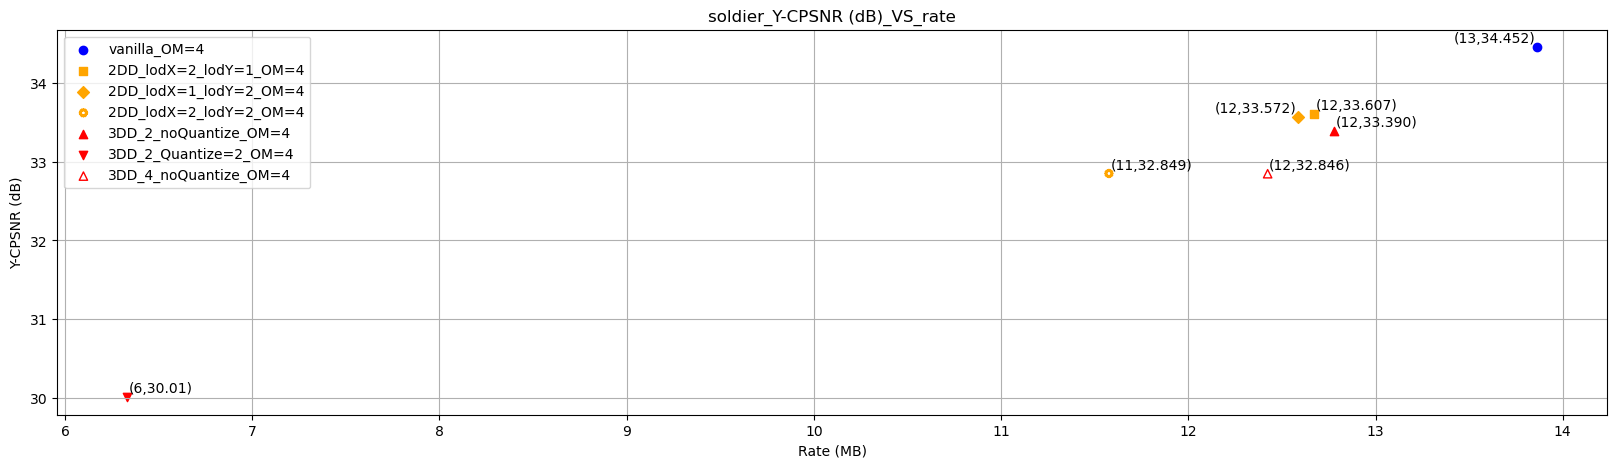 soldier_Y-CPSNR (dB)_VS_rate
vanilla_OM=4
2DD_lodX=2_lodY=1_OM=4
2DD_lodX=1_lodY=2_OM=4
2DD_lodX=2_lodY=2_OM=4
3DD_2_noQuantize_OM=4
3DD_2_Quantize=2_OM=4
3DD_4_noQuantize_OM=4
(13,34.452)
(12,33.572)
(12,33.607)
(12,33.390)
(11,32.849)
(12,32.846)
(6,30.01)
Y-CPSNR (dB)
34
33
32
31
30
6 7 8 9 10 11 12 13 14
Rate (MB)